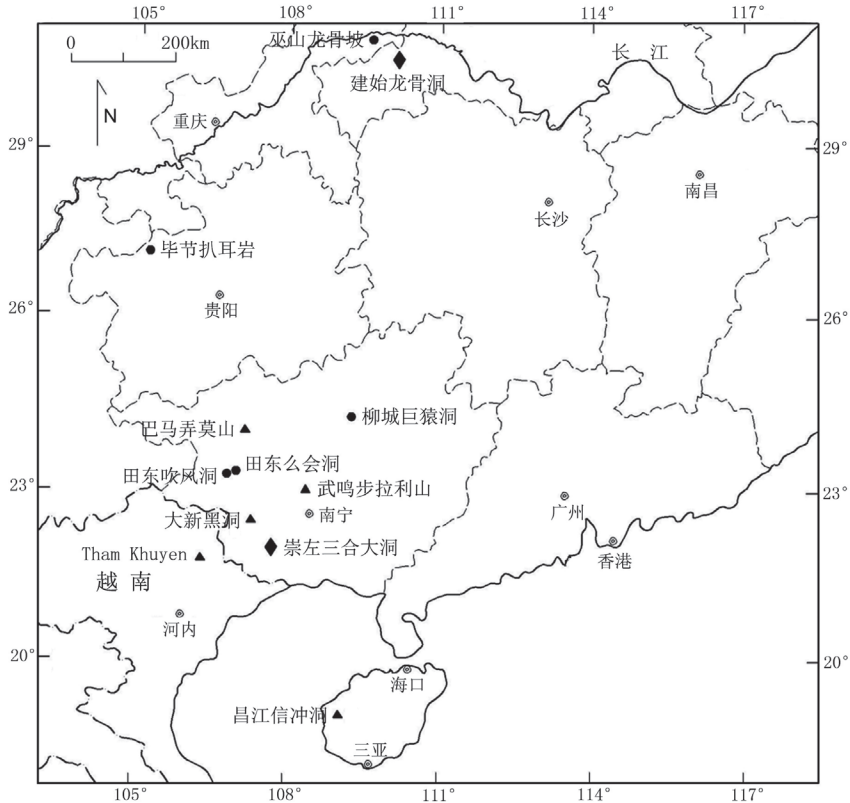 105° 108° 111° 114° 117°
0 200km
巫山龙骨坡
长 江
建始龙骨洞
N
重庆
29° 29°
南昌
长沙
毕节扒耳岩
贵阳
26° 26°
柳城巨猿洞
巴马弄莫山
田东么会洞
田东吹风洞
23° 23°
武鸣步拉利山
大新黑洞
南宁
广州
崇左三合大洞
Tham Khuyen
香港
越 南
河内
20° 20°
海口
昌江信冲洞
三亚
105° 108° 111° 114° 117°